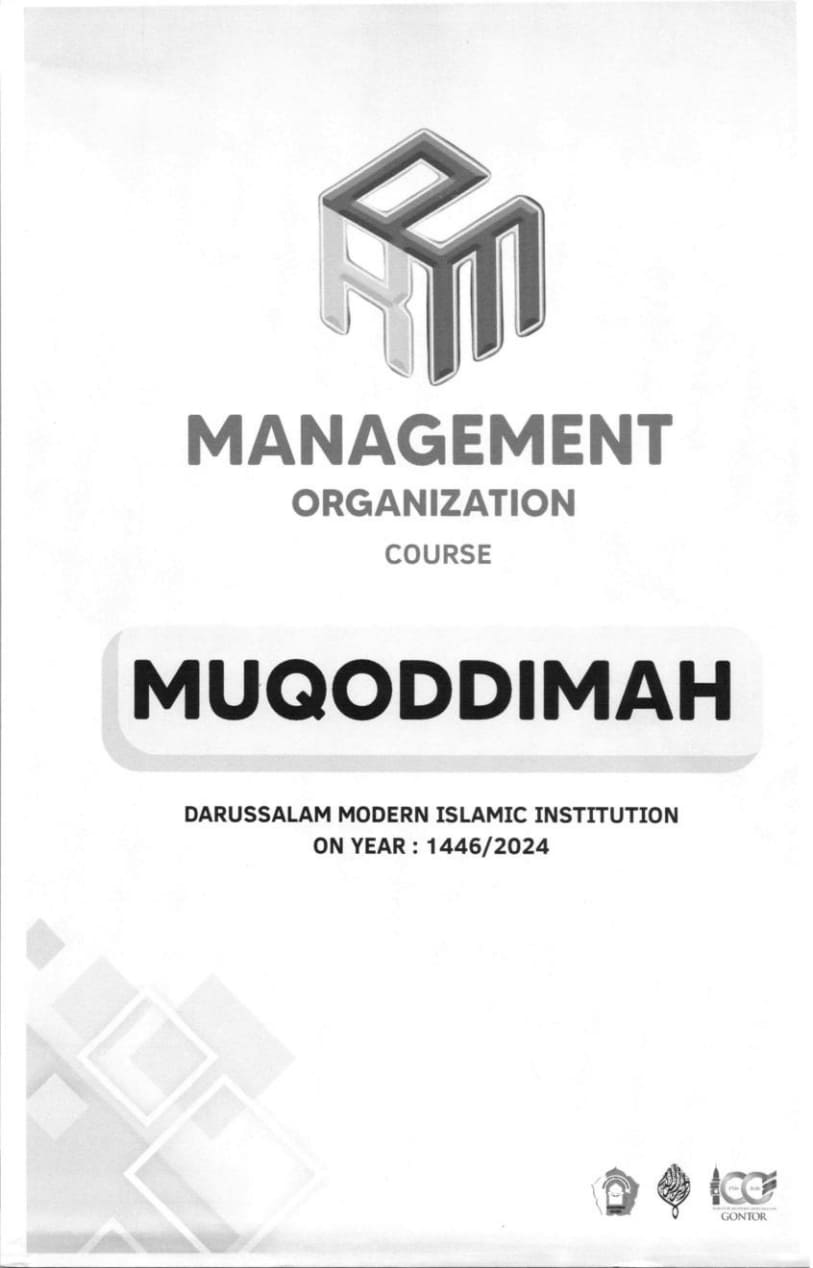 MANAGEMENT
ORGANIZATION
COURSE
MUQODDIMAH
DARUSSALAM MODERN ISLAMIC INSTITUTION
ON YEAR : 1446/2024
GONTOR